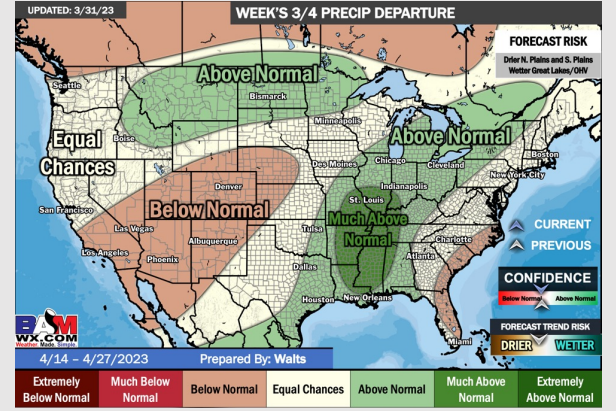 UPDATED: 3/31/23
WEEK'S 3/4 PRECIP DEPARTURE
FORECAST RISK
Drier N. Plains and S. Plains
Wetter Great Lakes/OHV
Seattle
Above Normal
Bismarck
Minneapolis
Equal
Chances
Boise
Above Normal
Boston
Des Moines
Chicago
Cleveland
New York City
Denver
Indianapolis
San Francisco
Below Normal
St. Louis
Much Above
Normal
Las Vegas
Tulsa
Charlotte
CURRENT
Los Angeles
Albuquerque
Atlanta
PREVIOUS
Phoenix
Dallas
CONFIDENCE
Houston
New Orleans
Below Normal
Above Normal
BAM
WX.COM
Weather. Made. Simple.
FORECAST TREND RISK
Miami
DRIER
WETTER
4/14 – 4/27/2023
Prepared By: Walts
Extremely
Below Normal
Much Below
Normal
Below Normal
Equal Chances
Above Normal
Much Above
Normal
Extremely
Above Normal